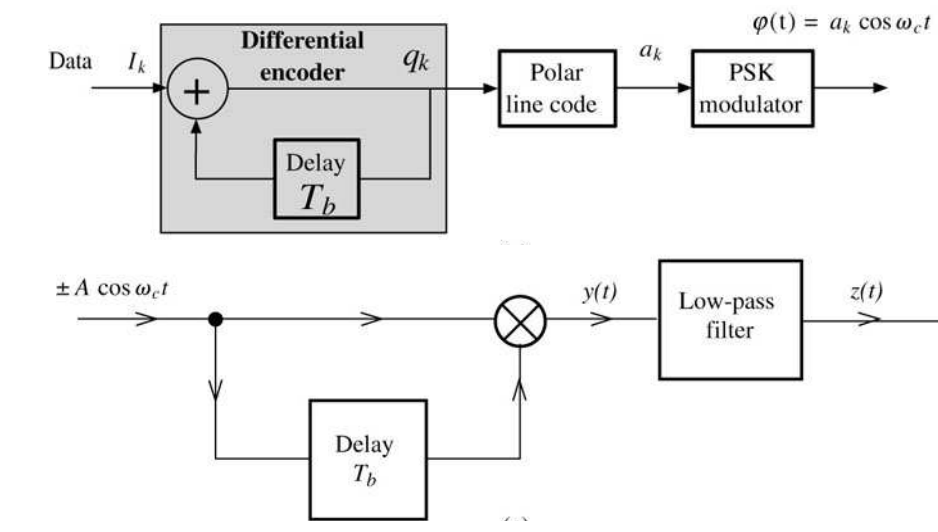 φ(t) = a_k cos ω_c t
Differential
encoder
Data
I_k
q_k
a_k
+
Polar
line code
PSK
modulator
Delay
T_b
± A cos ω_c t
y(t)
Low-pass
filter
z(t)
Delay
T_b